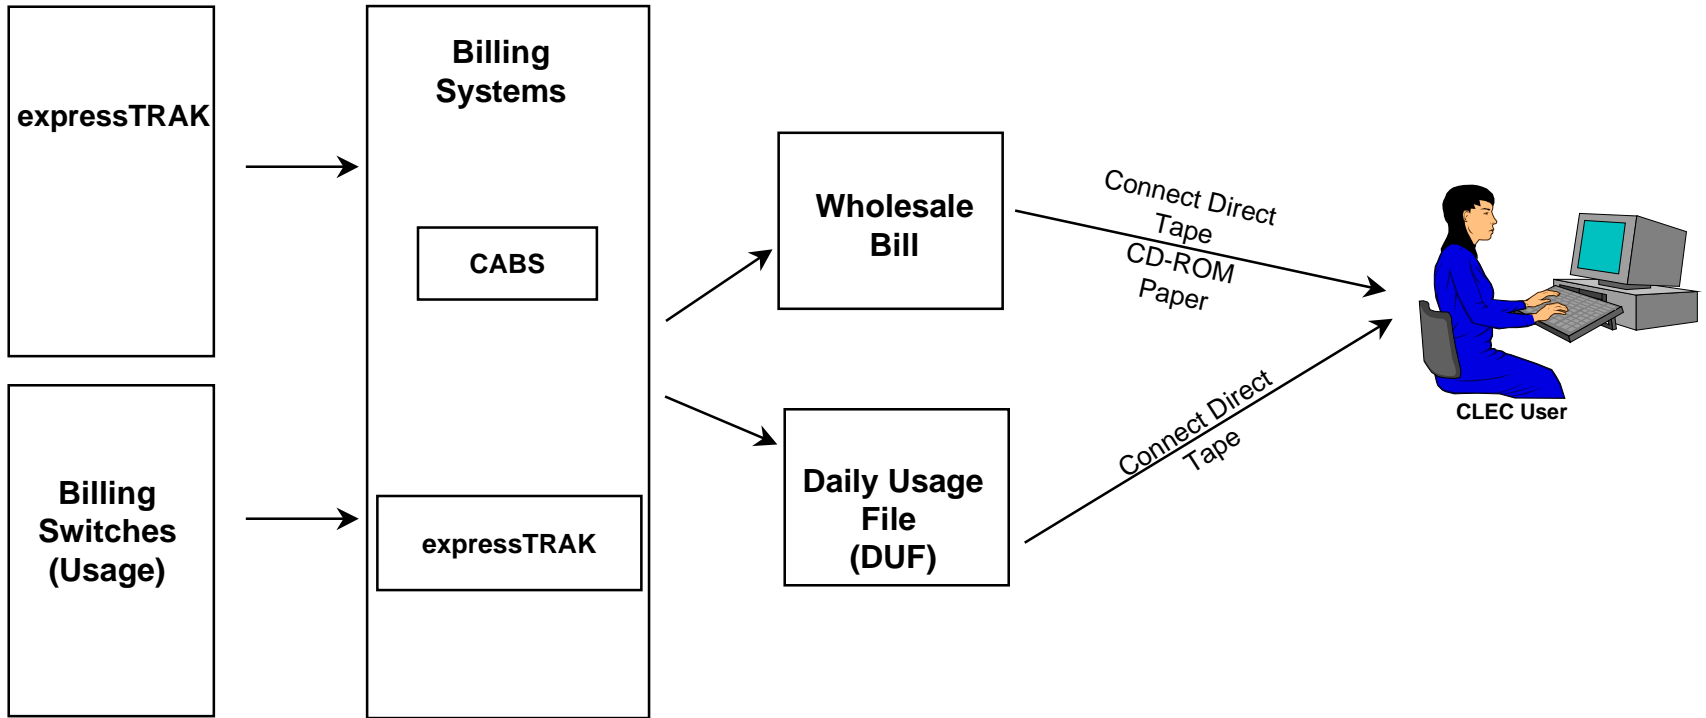 expressTRAK
Billing
Switches
(Usage)
Billing
Systems
CABS
expressTRAK
Wholesale
Bill
Daily Usage
File
(DUF)
Connect Direct
Tape
CD-ROM
Paper
Connect Direct
Tape
CLEC User